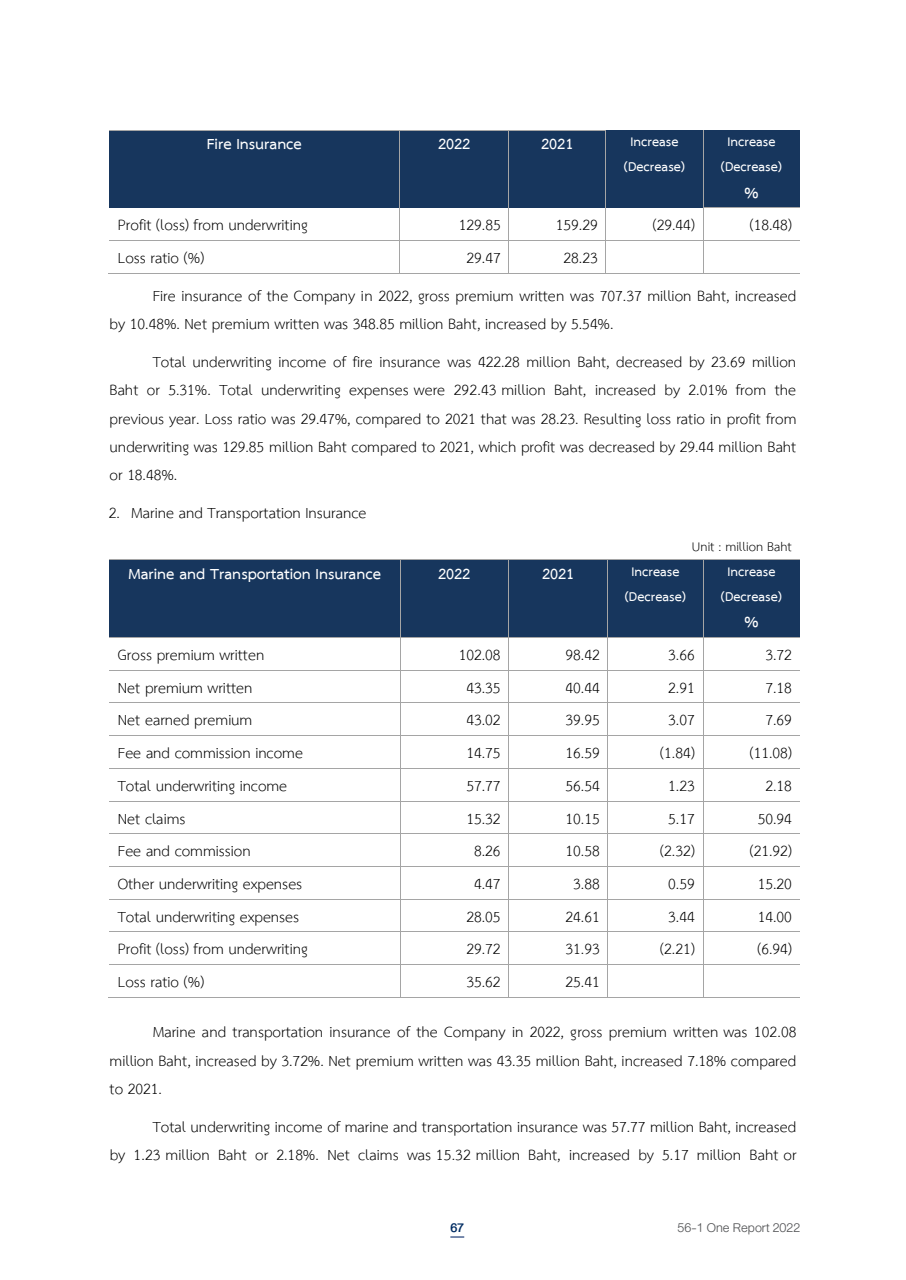 Fire Insurance 2022 2021 Increase (Decrease) Increase (Decrease) %
Profit (loss) from underwriting 129.85 159.29 (29.44) (18.48)
Loss ratio (%) 29.47 28.23
Fire insurance of the Company in 2022, gross premium written was 707.37 million Baht, increased
by 10.48%. Net premium written was 348.85 million Baht, increased by 5.54%.
Total underwriting income of fire insurance was 422.28 million Baht, decreased by 23.69 million
Baht or 5.31%. Total underwriting expenses were 292.43 million Baht, increased by 2.01% from the
previous year. Loss ratio was 29.47%, compared to 2021 that was 28.23. Resulting loss ratio in profit from
underwriting was 129.85 million Baht compared to 2021, which profit was decreased by 29.44 million Baht
or 18.48%.
2. Marine and Transportation Insurance
Unit : million Baht
Marine and Transportation Insurance 2022 2021 Increase (Decrease) Increase (Decrease) %
Gross premium written 102.08 98.42 3.66 3.72
Net premium written 43.35 40.44 2.91 7.18
Net earned premium 43.02 39.95 3.07 7.69
Fee and commission income 14.75 16.59 (1.84) (11.08)
Total underwriting income 57.77 56.54 1.23 2.18
Net claims 15.32 10.15 5.17 50.94
Fee and commission 8.26 10.58 (2.32) (21.92)
Other underwriting expenses 4.47 3.88 0.59 15.20
Total underwriting expenses 28.05 24.61 3.44 14.00
Profit (loss) from underwriting 29.72 31.93 (2.21) (6.94)
Loss ratio (%) 35.62 25.41
Marine and transportation insurance of the Company in 2022, gross premium written was 102.08
million Baht, increased by 3.72%. Net premium written was 43.35 million Baht, increased 7.18% compared
to 2021.
Total underwriting income of marine and transportation insurance was 57.77 million Baht, increased
by 1.23 million Baht or 2.18%. Net claims was 15.32 million Baht, increased by 5.17 million Baht or
67
56-1 One Report 2022